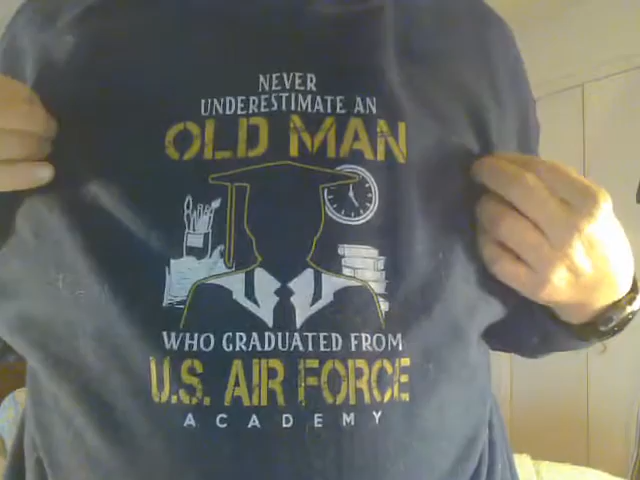 NEVER
UNDERESTIMATE AN
OLD MAN
WHO GRADUATED FROM
U.S. AIR FORCE
ACADEMY